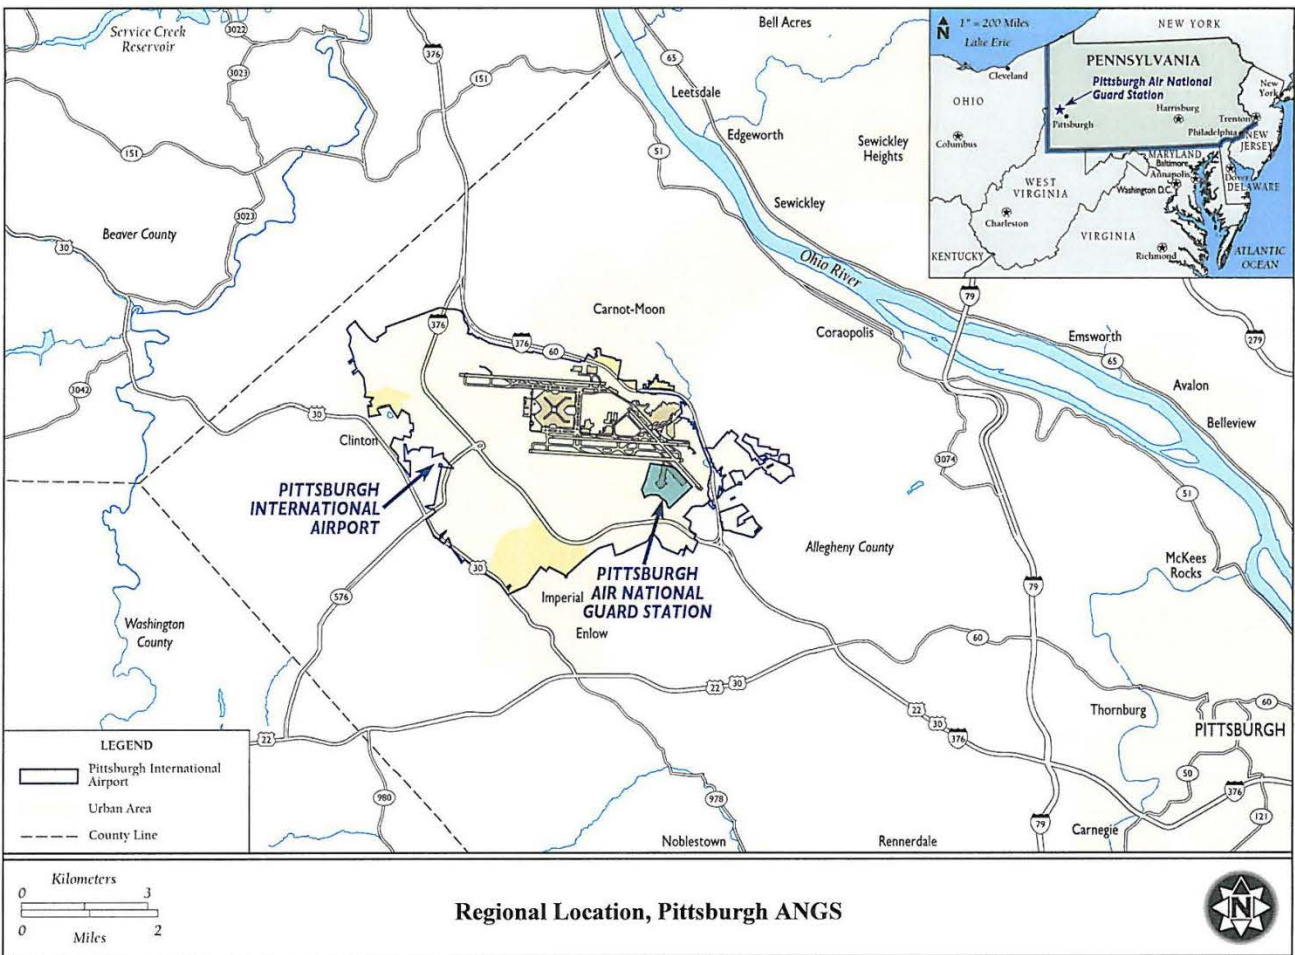 Service Creek
Reservoir
3022
376
Bell Acres
3023
151
65
Leetsdale
Edgeworth
151
51
Sewickley
Heights
3023
Sewickley
Beaver County
30
Ohio River
376
Carnot-Moon
376
60
Coraopolis
79
Emsworth
65
279
Avalon
Belleview
3042
30
Clinton
3074
51
PITTSBURGH
INTERNATIONAL
AIRPORT
Allegheny County
McKees
Rocks
30
PITTSBURGH
AIR NATIONAL
GUARD STATION
576
Imperial
79
Enlow
Washington
County
60
22
30
Thornburg
60
22
30
376
PITTSBURGH
22
50
376
980
978
79
Carnegie
121
Noblestown
Rennerdale
1" = 200 Miles
N
Lake Erie
NEW YORK
Cleveland
PENNSYLVANIA
Pittsburgh Air National
Guard Station
New
York
OHIO
Harrisburg
Pittsburgh
Trenton
Philadelphia
NEW
JERSEY
Columbus
MARYLAND
Baltimore
Annapolis
Dover
DELAWARE
WEST
VIRGINIA
Washington D.C.
Charleston
VIRGINIA
KENTUCKY
Richmond
ATLANTIC
OCEAN
LEGEND
Pittsburgh International
Airport
Urban Area
County Line
Kilometers
0 3
0 2
Miles
Regional Location, Pittsburgh ANGS
N